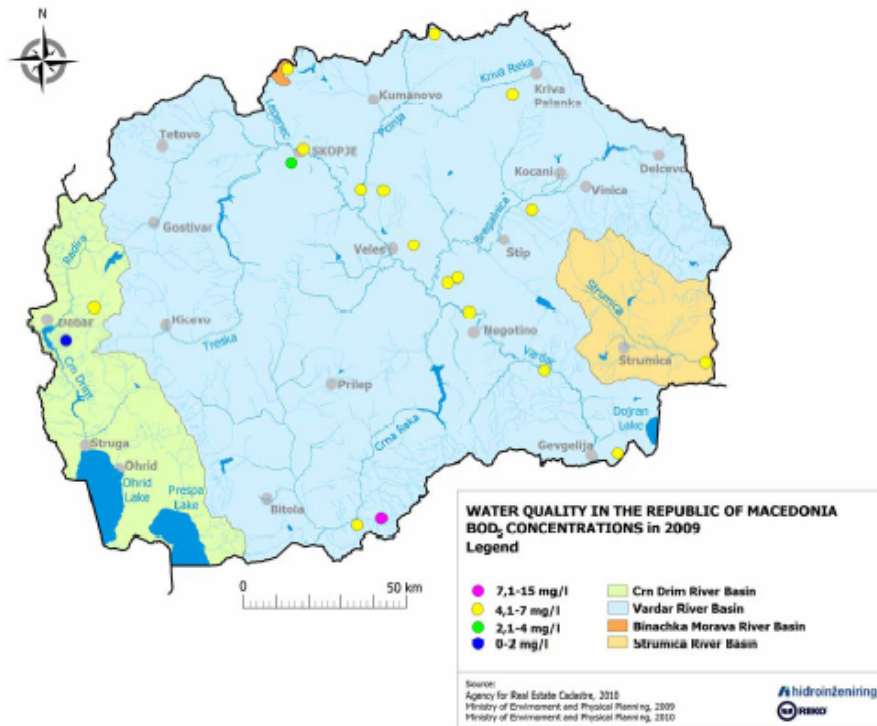 N
Kriva Reka
Kriva
Palanka
Kumanovo
Pcinja
Lepenec
Tetovo
SKOPJE
Kocani
Delcevo
Vinica
Bregalnica
Gostivar
Veles
Stip
Radira
Strumica
Debar
Kicevo
Treska
Negotino
Vardar
Strumica
Crn Drim
Prilep
Crna Reka
Dojran
Lake
Gevgelija
Struga
Ohrid
Ohrid
Lake
Prespa
Lake
Bitola
0 50 km
WATER QUALITY IN THE REPUBLIC OF MACEDONIA
BOD5 CONCENTRATIONS in 2009
Legend
7,1-15 mg/l
4,1-7 mg/l
2,1-4 mg/l
0-2 mg/l
Crn Drim River Basin
Vardar River Basin
Binachka Morava River Basin
Strumica River Basin
Source:
Agency for Real Estate Cadastre, 2010
Ministry of Environment and Physical Planning, 2009
Ministry of Environment and Physical Planning, 2010
hidroinženiring
REIKO